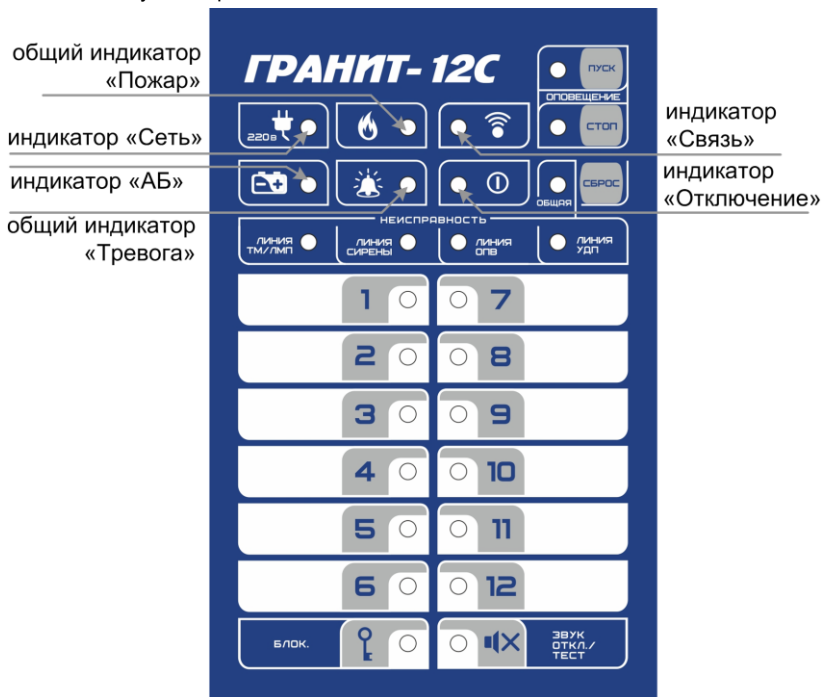 общий индикатор
«Пожар»
индикатор «Сеть»
индикатор «АБ»
общий индикатор
«Тревога»
ГРАНИТ-12С
ПУСК
ОПОВЕЩЕНИЕ
СТОП
220в
СБРОС
ОБЩАЯ
НЕИСПРАВНОСТЬ
ЛИНИЯ
ТМ/ЛМП
ЛИНИЯ
СИРЕНЫ
ЛИНИЯ
ОПВ
ЛИНИЯ
УДП
1
7
2
8
3
9
4
10
5
11
6
12
БЛОК.
ЗВУК
ОТКЛ./
ТЕСТ
индикатор
«Связь»
индикатор
«Отключение»